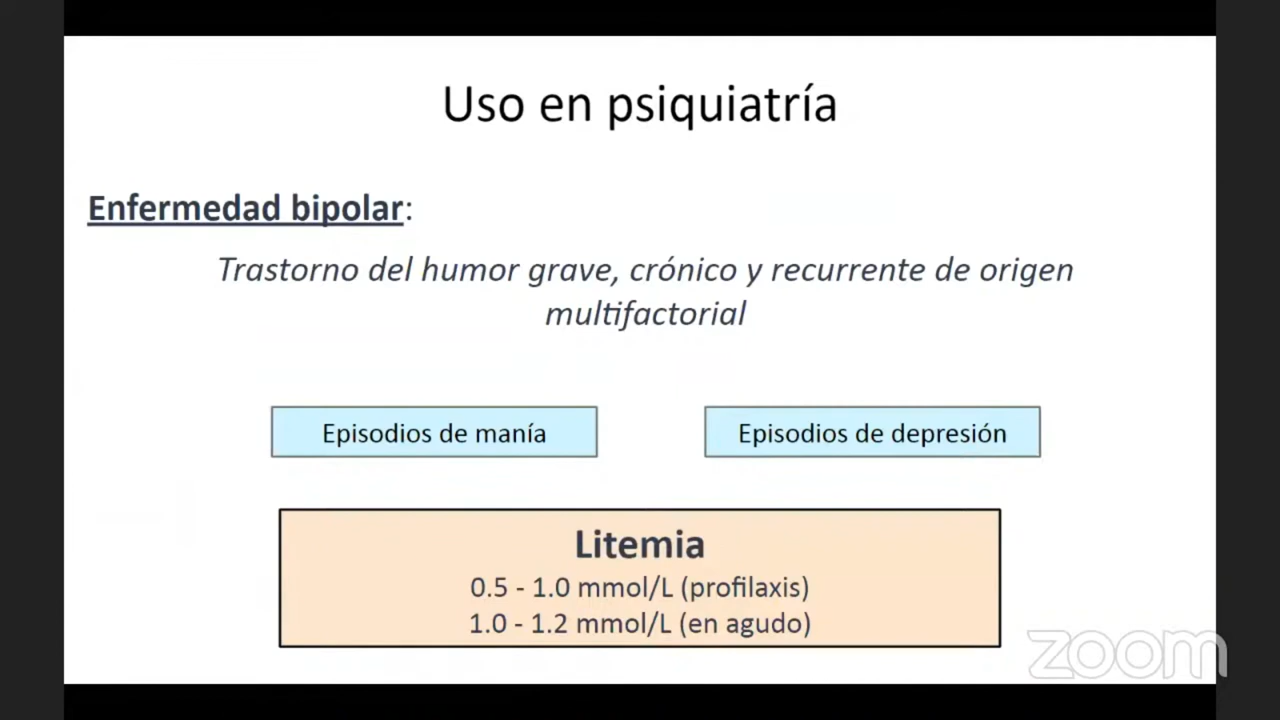 Uso en psiquiatría
Enfermedad bipolar:
Trastorno del humor grave, crónico y recurrente de origen
multifactorial
Episodios de manía
Episodios de depresión
Litemia
0.5 - 1.0 mmol/L (profilaxis)
1.0 - 1.2 mmol/L (en agudo)
zoom